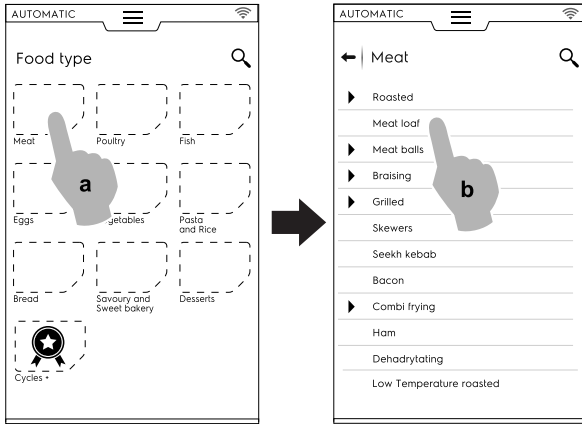 AUTOMATIC
Food type
Meat
Poultry
Fish
a
Eggs
getables
Pasta
and Rice
Bread
Savoury and
Sweet bakery
Desserts
Cycles +
AUTOMATIC
Meat
Roasted
Meat loaf
Meat balls
Braising
b
Grilled
Skewers
Seekh kebab
Bacon
Combi frying
Ham
Dehadrytating
Low Temperature roasted